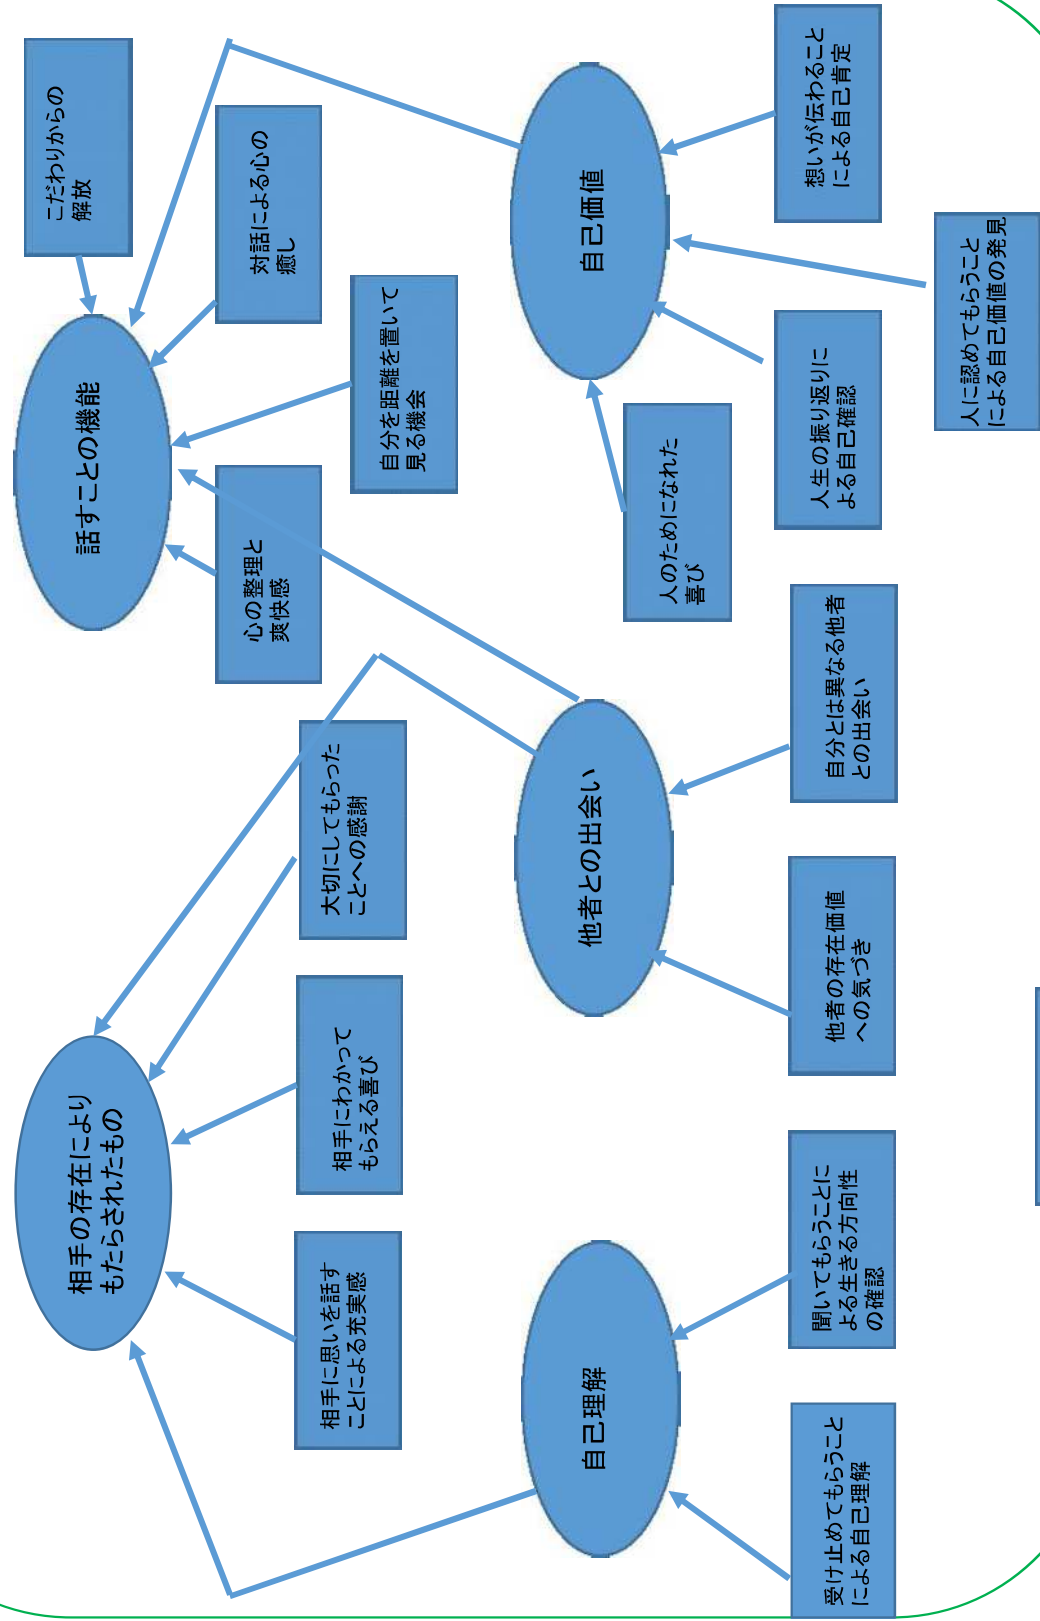 相手の存在により
もたらされたもの
話すことの機能
こだわりからの
解放
対話による心の
癒し
自分を距離を置いて
見る機会
心の整理と
爽快感
大切にしてもらった
ことへの感謝
相手にわかって
もらえる喜び
相手に思いを話す
ことによる充実感
自己理解
他者との出会い
自己価値
受け止めてもらうこと
による自己理解
聞いてもらうことに
よる生きる方向性
の確認
他者の存在価値
への気づき
自分とは異なる他者
との出会い
人のためになれた
喜び
人生の振り返りに
よる自己確認
人に認めてもらうこと
による自己価値の発見
想いが伝わること
による自己肯定